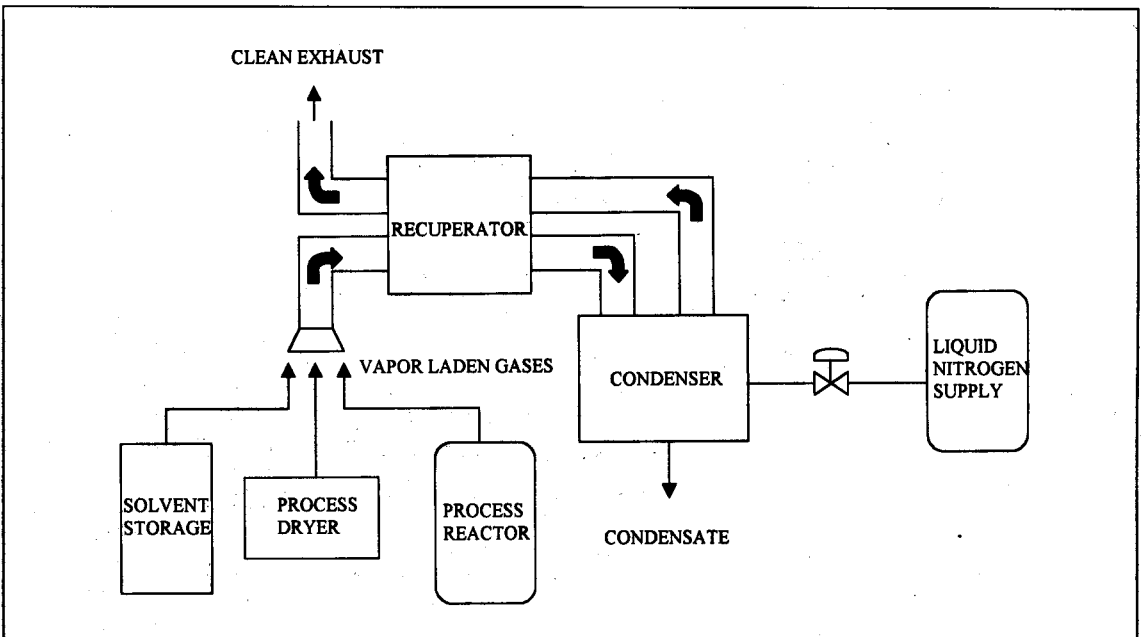 CLEAN EXHAUST
RECUPERATOR
VAPOR LADEN GASES
CONDENSER
LIQUID
NITROGEN
SUPPLY
SOLVENT
STORAGE
PROCESS
DRYER
PROCESS
REACTOR
CONDENSATE